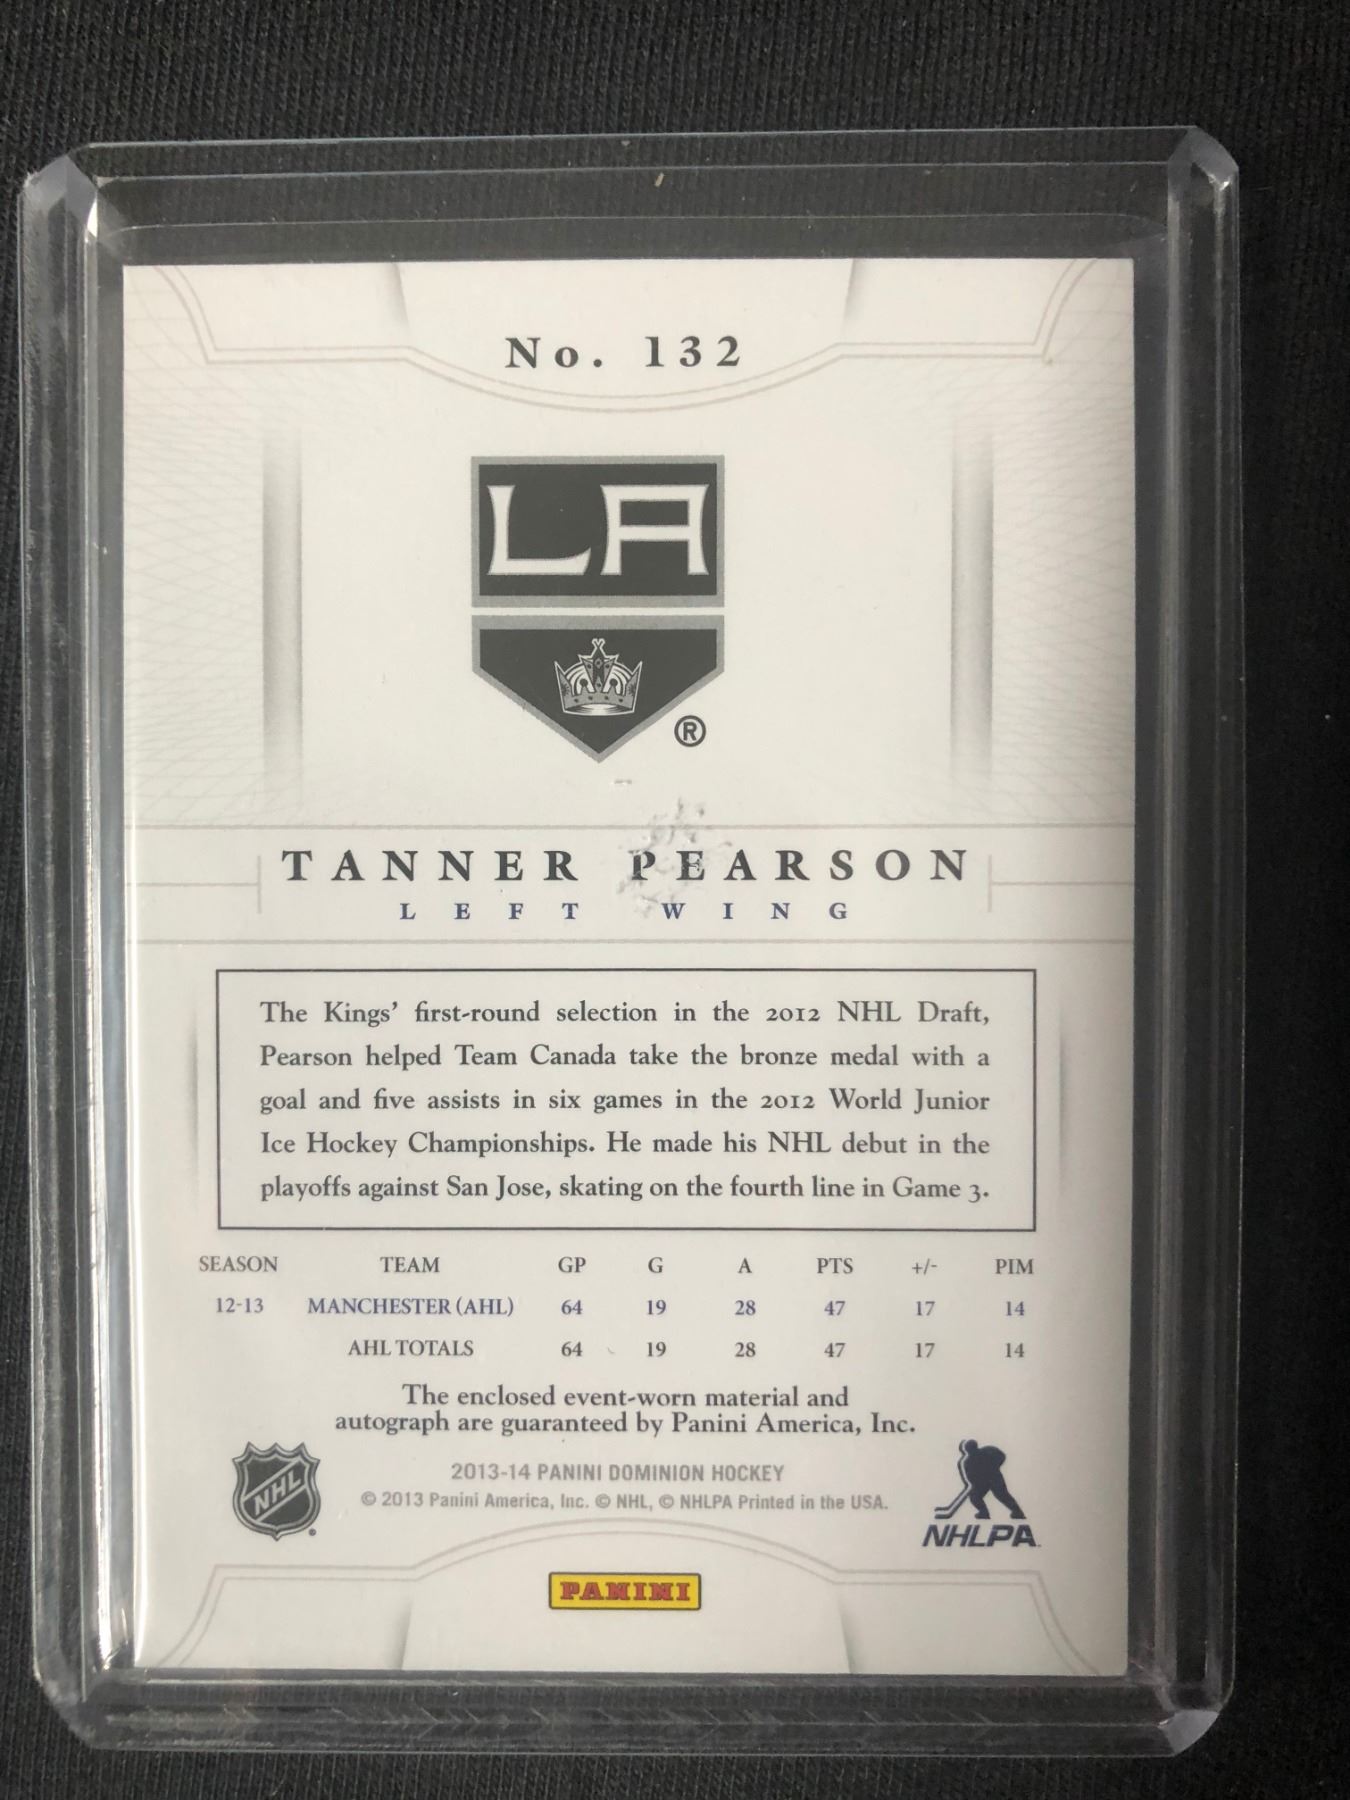 No. 132
LA
®
TANNER PEARSON
LEFT WING
The Kings' first-round selection in the 2012 NHL Draft,
Pearson helped Team Canada take the bronze medal with a
goal and five assists in six games in the 2012 World Junior
Ice Hockey Championships. He made his NHL debut in the
playoffs against San Jose, skating on the fourth line in Game 3.
SEASON TEAM GP G A PTS +/- PIM
12-13 MANCHESTER (AHL) 64 19 28 47 17 14
AHL TOTALS 64 19 28 47 17 14
The enclosed event-worn material and
autograph are guaranteed by Panini America, Inc.
2013-14 PANINI DOMINION HOCKEY
© 2013 Panini America, Inc. © NHL, © NHLPA Printed in the USA.
NHL
NHLPA
PANINI